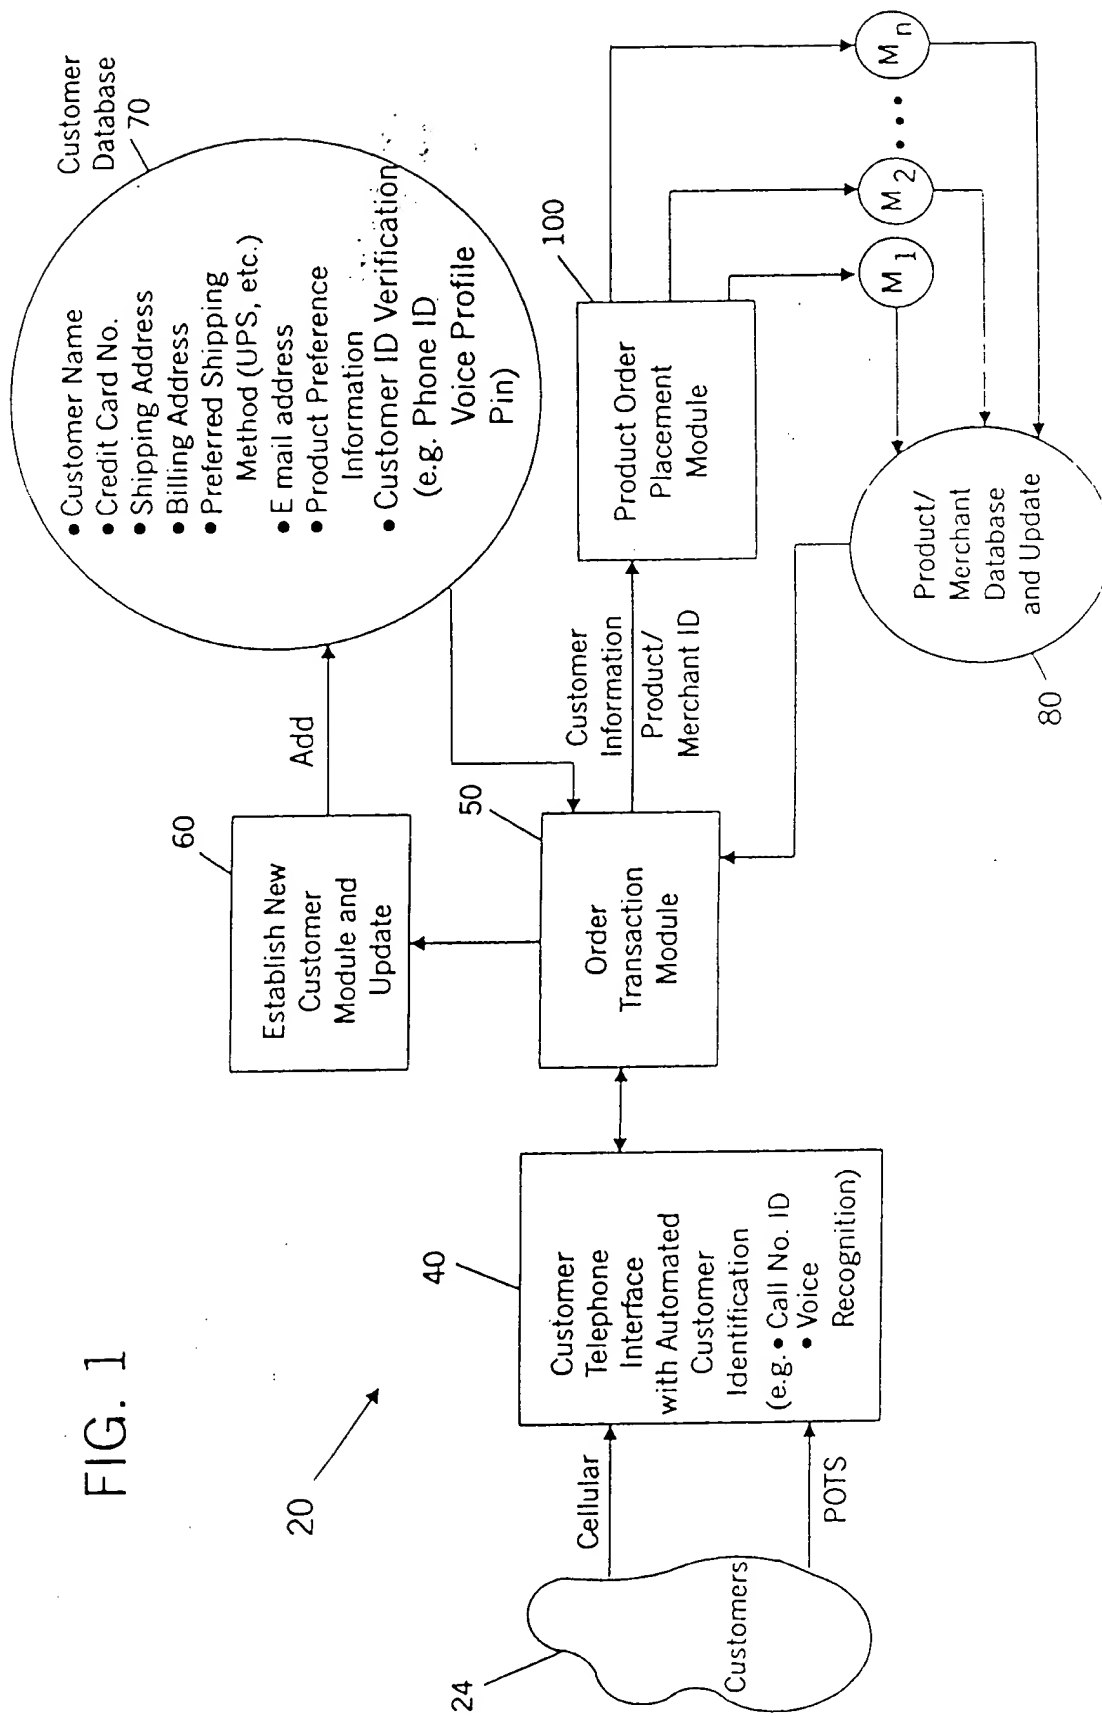 FIG. 1
20
24
Customers
Cellular
POTS
40
Customer
Telephone
Interface
with Automated
Customer
Identification
(e.g. • Call No. ID
• Voice
Recognition)
60
Establish New
Customer
Module and
Update
Add
50
Order
Transaction
Module
Customer
Database
70
• Customer Name
• Credit Card No.
• Shipping Address
• Billing Address
• Preferred Shipping
Method (UPS, etc.)
• E mail address
• Product Preference
Information
• Customer ID Verification
(e.g. Phone ID
Voice Profile
Pin)
Customer
Information
Product/
Merchant ID
100
Product Order
Placement
Module
M1
M2
• • • •
Mn
80
Product/
Merchant
Database
and Update